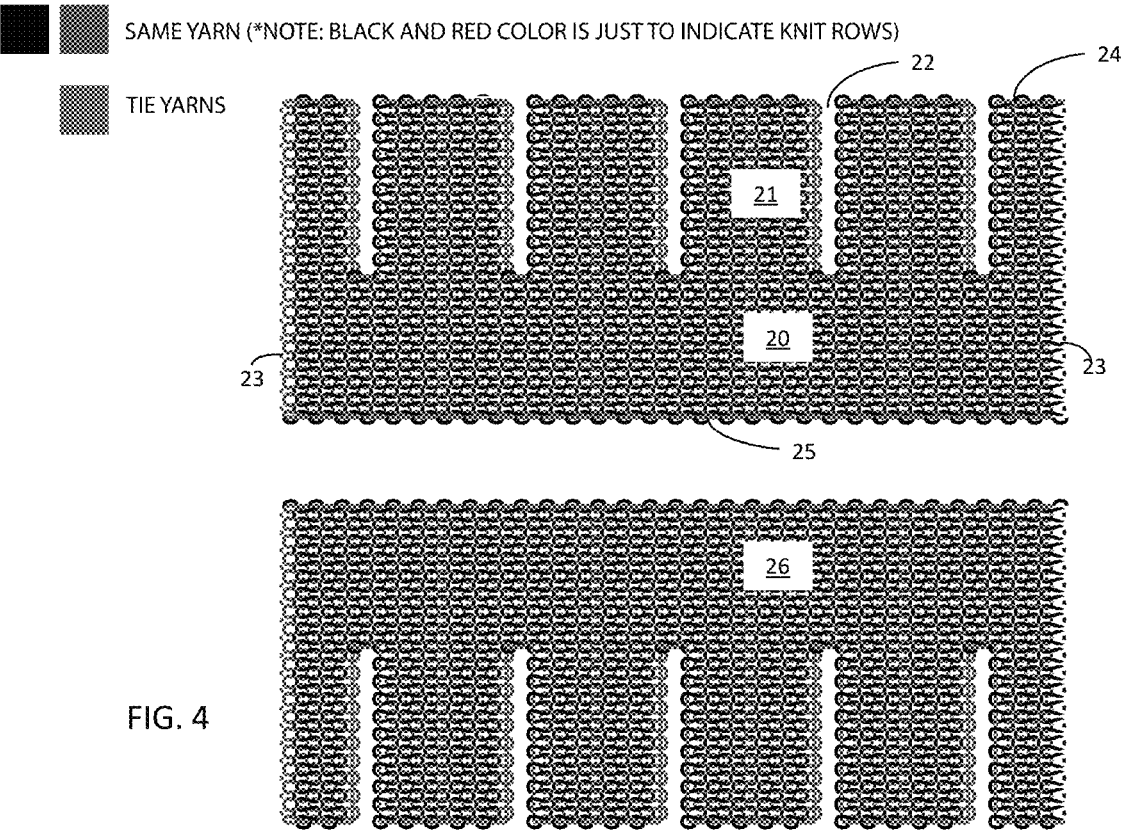 SAME YARN (*NOTE: BLACK AND RED COLOR IS JUST TO INDICATE KNIT ROWS)
22
24
TIE YARNS
21
20
23
23
25
26
FIG. 4